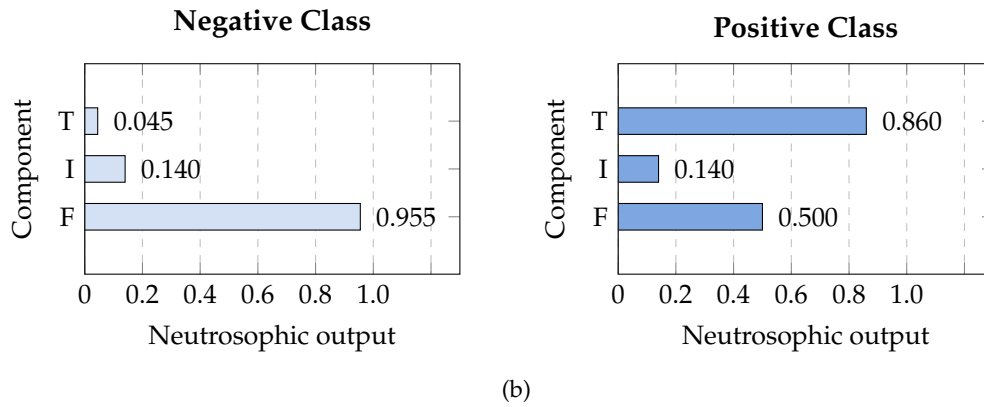 Negative Class
Component
T
0.045
I
0.140
F
0.955
0 0.2 0.4 0.6 0.8 1.0
Neutrosophic output
Positive Class
Component
T
0.860
I
0.140
F
0.500
0 0.2 0.4 0.6 0.8 1.0
Neutrosophic output
(b)